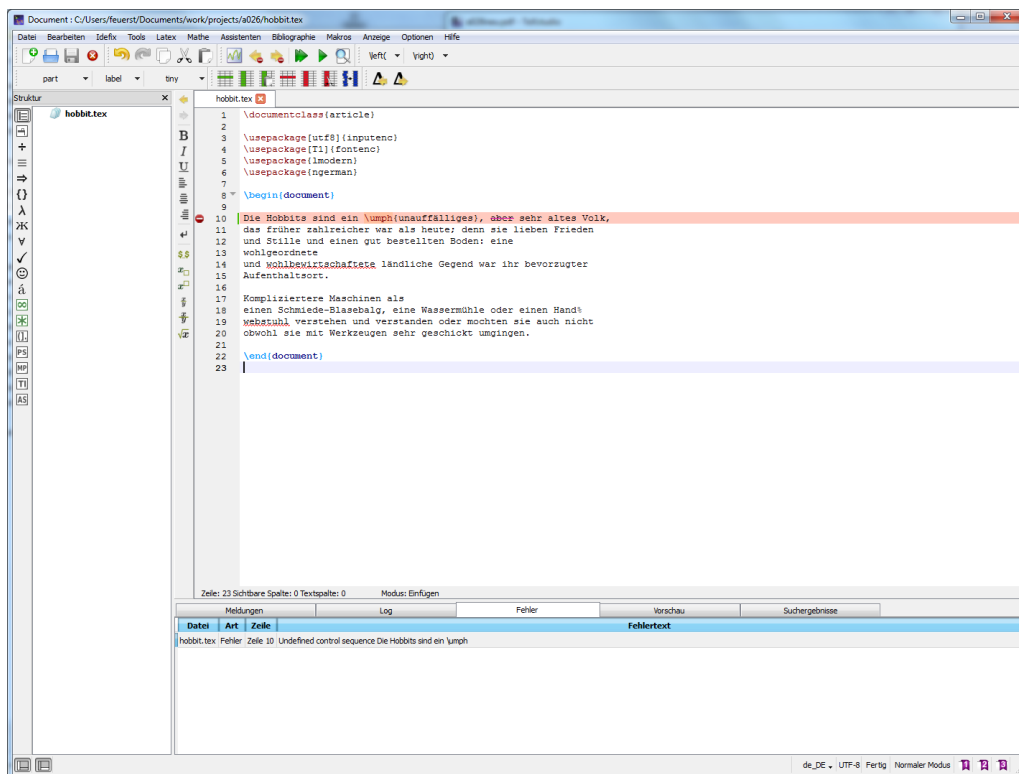 Document : C:/Users/feuerst/Documents/work/projects/a026/hobbit.tex
Datei Bearbeiten Idefix Tools Latex Mathe Assistenten Bibliographie Makros Anzeige Optionen Hilfe
\left( \right)
part label tiny
Struktur
hobbit.tex
hobbit.tex
1 \documentclass{article}
2
3 \usepackage[utf8]{inputenc}
4 \usepackage[T1]{fontenc}
5 \usepackage{lmodern}
6 \usepackage{ngerman}
7
8 \begin{document}
9
10 Die Hobbits sind ein \umph{unauffälliges}, aber sehr altes Volk,
11 das früher zahlreicher war als heute; denn sie lieben Frieden
12 und Stille und einen gut bestellten Boden: eine
13 wohlgeordnete
14 und wohlbewirtschaftete ländliche Gegend war ihr bevorzugter
15 Aufenthaltsort.
16
17 Kompliziertere Maschinen als
18 einen Schmiede-Blasebalg, eine Wassermühle oder einen Hand%
19 webstuhl verstehen und verstanden oder mochten sie auch nicht
20 obwohl sie mit Werkzeugen sehr geschickt umgingen.
21
22 \end{document}
23
Zeile: 23 Sichtbare Spalte: 0 Textspalte: 0 Modus: Einfügen
Meldungen Log Fehler Vorschau Suchergebnisse
Datei Art Zeile Fehlertext
hobbit.tex Fehler Zeile 10 Undefined control sequence Die Hobbits sind ein \umph
de_DE UTF-8 Fertig Normaler Modus 1 2 3